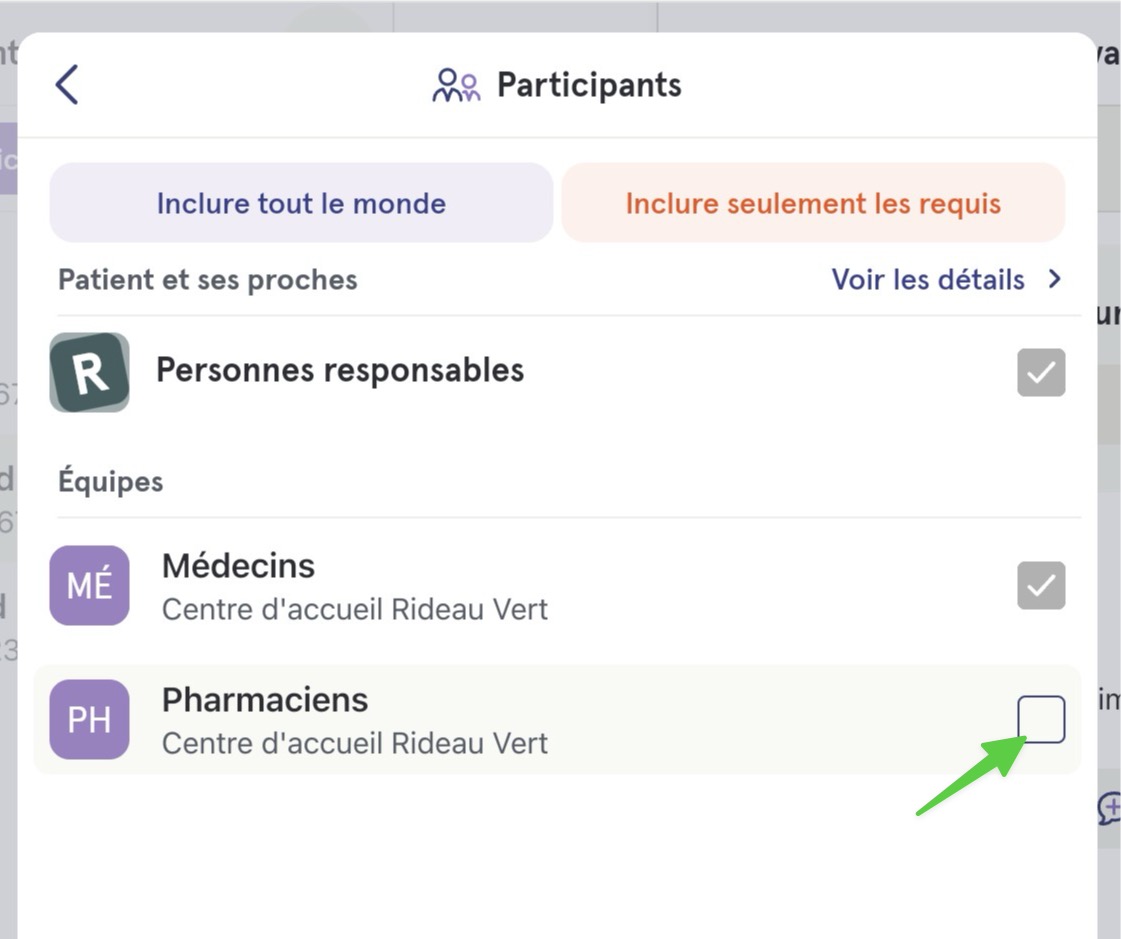 Participants
Inclure tout le monde
Inclure seulement les requis
Patient et ses proches
Voir les détails
R
Personnes responsables
Équipes
MÉ
Médecins
Centre d'accueil Rideau Vert
PH
Pharmaciens
Centre d'accueil Rideau Vert